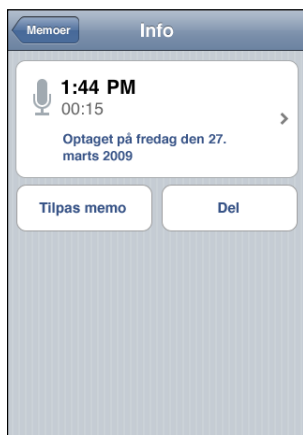 Memoer
Info
1:44 PM
00:15
Optaget på fredag den 27.
marts 2009
Tilpas memo
Del